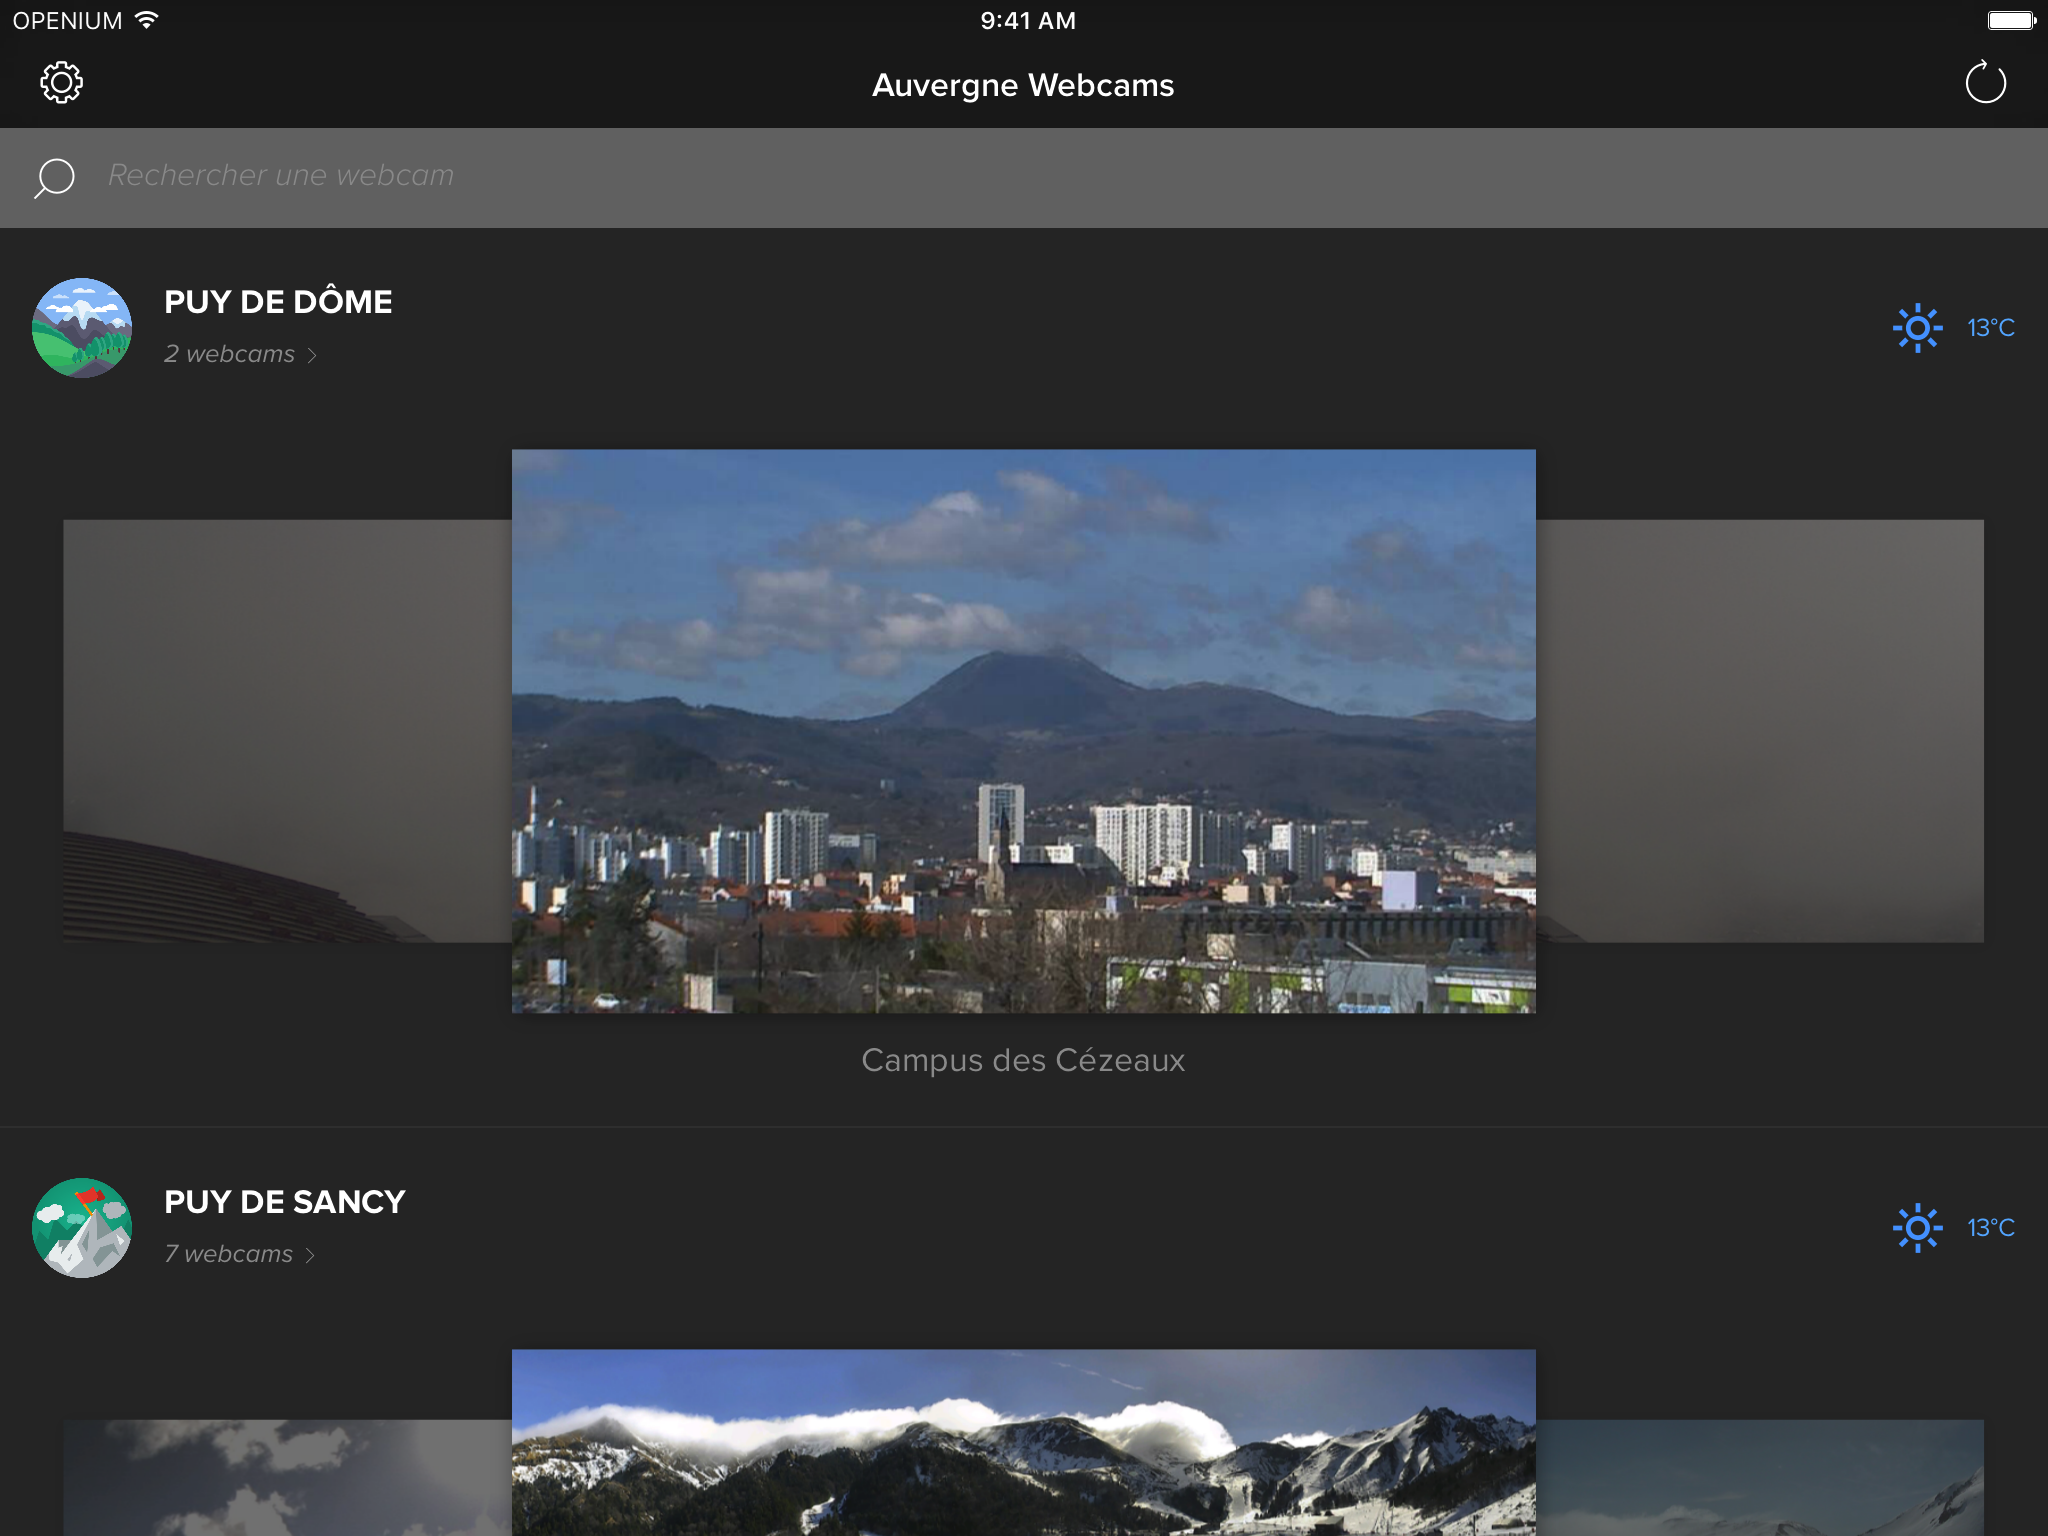 OPENIUM
9:41 AM
Auvergne Webcams
Rechercher une webcam
PUY DE DÔME
2 webcams
13°C
Campus des Cézeaux
PUY DE SANCY
7 webcams
13°C